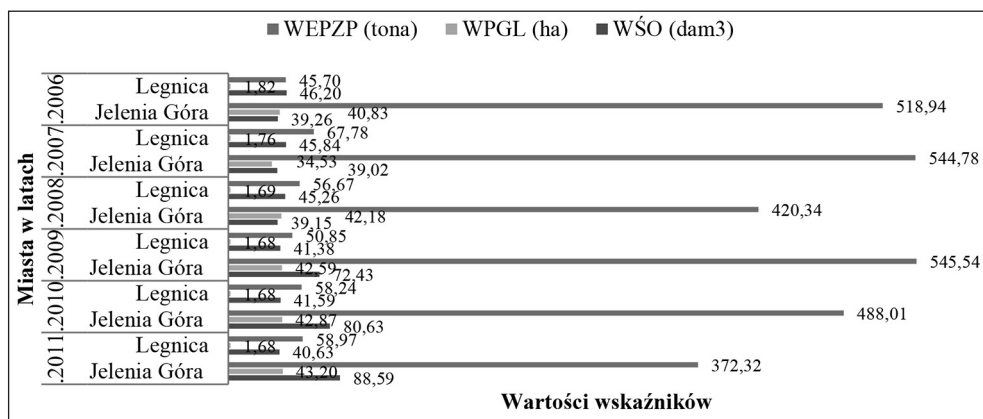 WEPZP (tona) WPGL (ha) WŚO (dam3)
Miasta w latach
.2006
Legnica
45,70
1,82
46,20
Jelenia Góra
518,94
40,83
39,26
.2007
Legnica
67,78
1,76
45,84
Jelenia Góra
544,78
34,53
39,02
.2008
Legnica
56,67
1,69
45,26
Jelenia Góra
420,34
42,18
39,15
.2009
Legnica
50,85
1,68
41,38
Jelenia Góra
545,54
42,59
72,43
.2010
Legnica
58,24
1,68
41,59
Jelenia Góra
488,01
42,87
80,63
.2011
Legnica
58,97
1,68
40,63
Jelenia Góra
372,32
43,20
88,59
Wartości wskaźników